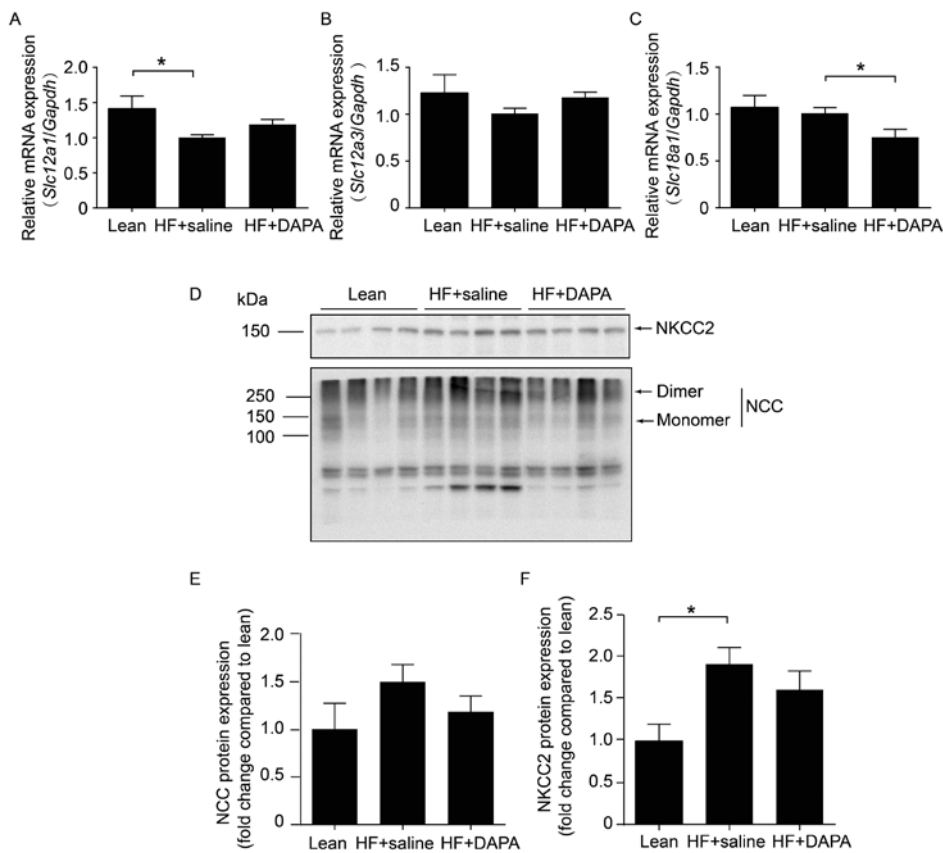 A
Relative mRNA expression
(Slc12a1/Gapdh)
2.0
1.5
1.0
0.5
0
*
Lean HF+saline HF+DAPA
B
Relative mRNA expression
(Slc12a3/Gapdh)
1.5
1.0
0.5
0
Lean HF+saline HF+DAPA
C
Relative mRNA expression
(Slc18a1/Gapdh)
1.5
1.0
0.5
0
*
Lean HF+saline HF+DAPA
D
kDa
Lean HF+saline HF+DAPA
150
NKCC2
250
150
100
Dimer
Monomer
NCC
E
NCC protein expression
(fold change compared to lean)
2.0
1.5
1.0
0.5
0
Lean HF+saline HF+DAPA
F
NKCC2 protein expression
(fold change compared to lean)
2.5
2.0
1.5
1.0
0.5
0
*
Lean HF+saline HF+DAPA